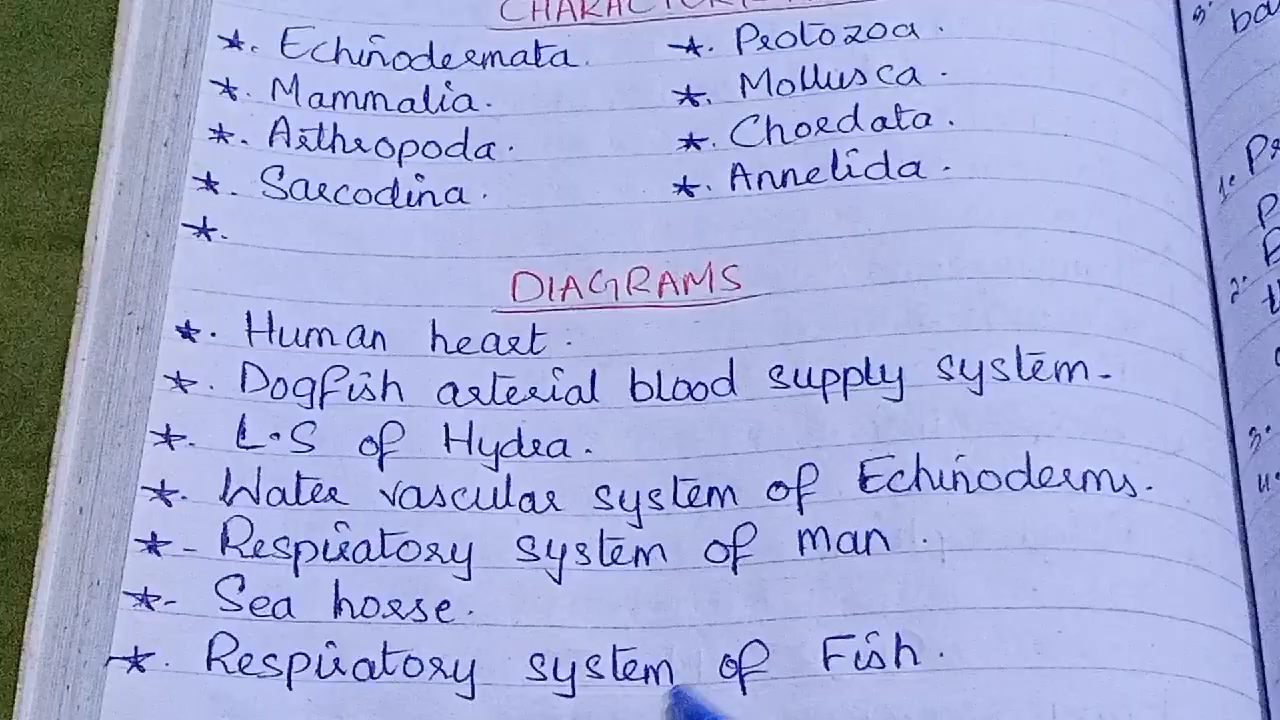 ★. Echinodermata. ★. Protozoa.
★. Mammalia. ★. Mollusca.
★. Arthropoda. ★. Chordata.
★. Sarcodina. ★. Annelida.
★.
DIAGRAMS
★. Human heart.
★. Dogfish arterial blood supply system.
★. L.S of Hydra.
★. Water vascular system of Echinoderms.
★- Respiratory system of man.
★- Sea horse.
★. Respiratory system of Fish.